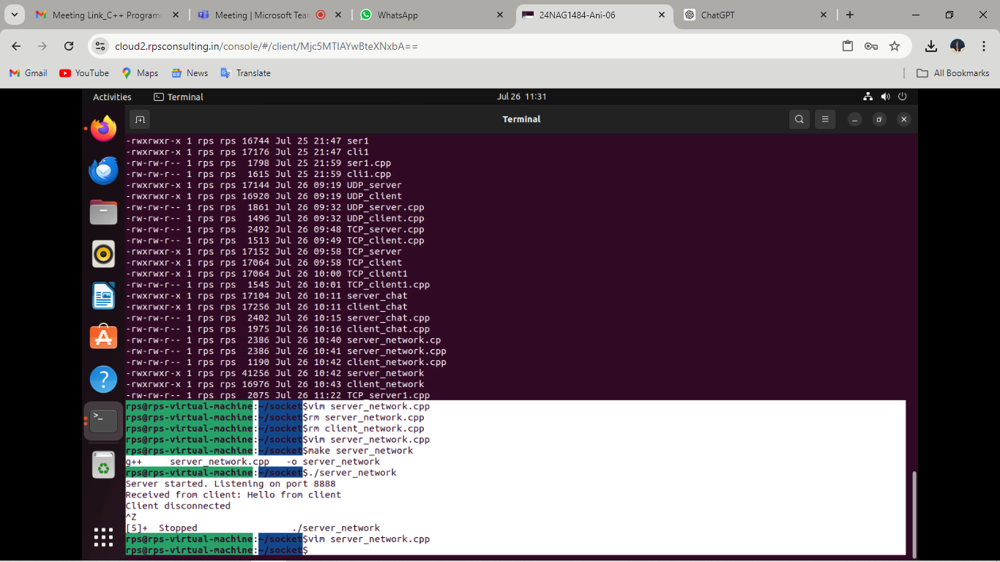 Meeting Link_C++ Program
Meeting | Microsoft Team
WhatsApp
24NAG1484-Ani-06
ChatGPT
cloud2.rpsconsulting.in/console/#/client/Mjc5MTIAYwBteXNxbA==
Gmail
YouTube
Maps
News
Translate
All Bookmarks
Activities
Terminal
Jul 26 11:31
Terminal
-rwxrwxr-x 1 rps rps 16744 Jul 25 21:47 ser1
-rwxrwxr-x 1 rps rps 17176 Jul 25 21:47 cli1
-rw-rw-r-- 1 rps rps  1798 Jul 25 21:59 ser1.cpp
-rw-rw-r-- 1 rps rps  1615 Jul 25 21:59 cli1.cpp
-rwxrwxr-x 1 rps rps 17144 Jul 26 09:19 UDP_server
-rwxrwxr-x 1 rps rps 16920 Jul 26 09:19 UDP_client
-rw-rw-r-- 1 rps rps  1861 Jul 26 09:32 UDP_server.cpp
-rw-rw-r-- 1 rps rps  1496 Jul 26 09:32 UDP_client.cpp
-rw-rw-r-- 1 rps rps  2492 Jul 26 09:48 TCP_server.cpp
-rw-rw-r-- 1 rps rps  1513 Jul 26 09:49 TCP_client.cpp
-rwxrwxr-x 1 rps rps 17152 Jul 26 09:58 TCP_server
-rwxrwxr-x 1 rps rps 17064 Jul 26 09:58 TCP_client
-rwxrwxr-x 1 rps rps 17064 Jul 26 10:00 TCP_client1
-rw-rw-r-- 1 rps rps  1545 Jul 26 10:01 TCP_client1.cpp
-rwxrwxr-x 1 rps rps 17104 Jul 26 10:11 server_chat
-rwxrwxr-x 1 rps rps 17256 Jul 26 10:11 client_chat
-rw-rw-r-- 1 rps rps  2402 Jul 26 10:15 server_chat.cpp
-rw-rw-r-- 1 rps rps  1975 Jul 26 10:16 client_chat.cpp
-rw-rw-r-- 1 rps rps  2386 Jul 26 10:40 server_network.cp
-rw-rw-r-- 1 rps rps  2386 Jul 26 10:41 server_network.cpp
-rw-rw-r-- 1 rps rps  1190 Jul 26 10:42 client_network.cpp
-rwxrwxr-x 1 rps rps 41256 Jul 26 10:42 server_network
-rwxrwxr-x 1 rps rps 16976 Jul 26 10:43 client_network
-rw-rw-r-- 1 rps rps  2075 Jul 26 11:22 TCP_server1.cpp
rps@rps-virtual-machine:~/socket$vim server_network.cpp
rps@rps-virtual-machine:~/socket$rm server_network.cpp
rps@rps-virtual-machine:~/socket$rm client_network.cpp
rps@rps-virtual-machine:~/socket$vim server_network.cpp
rps@rps-virtual-machine:~/socket$make server_network
g++     server_network.cpp   -o server_network
rps@rps-virtual-machine:~/socket$./server_network
Server started. Listening on port 8888
Received from client: Hello from client
Client disconnected
^Z
[5]+  Stopped                 ./server_network
rps@rps-virtual-machine:~/socket$vim server_network.cpp
rps@rps-virtual-machine:~/socket$